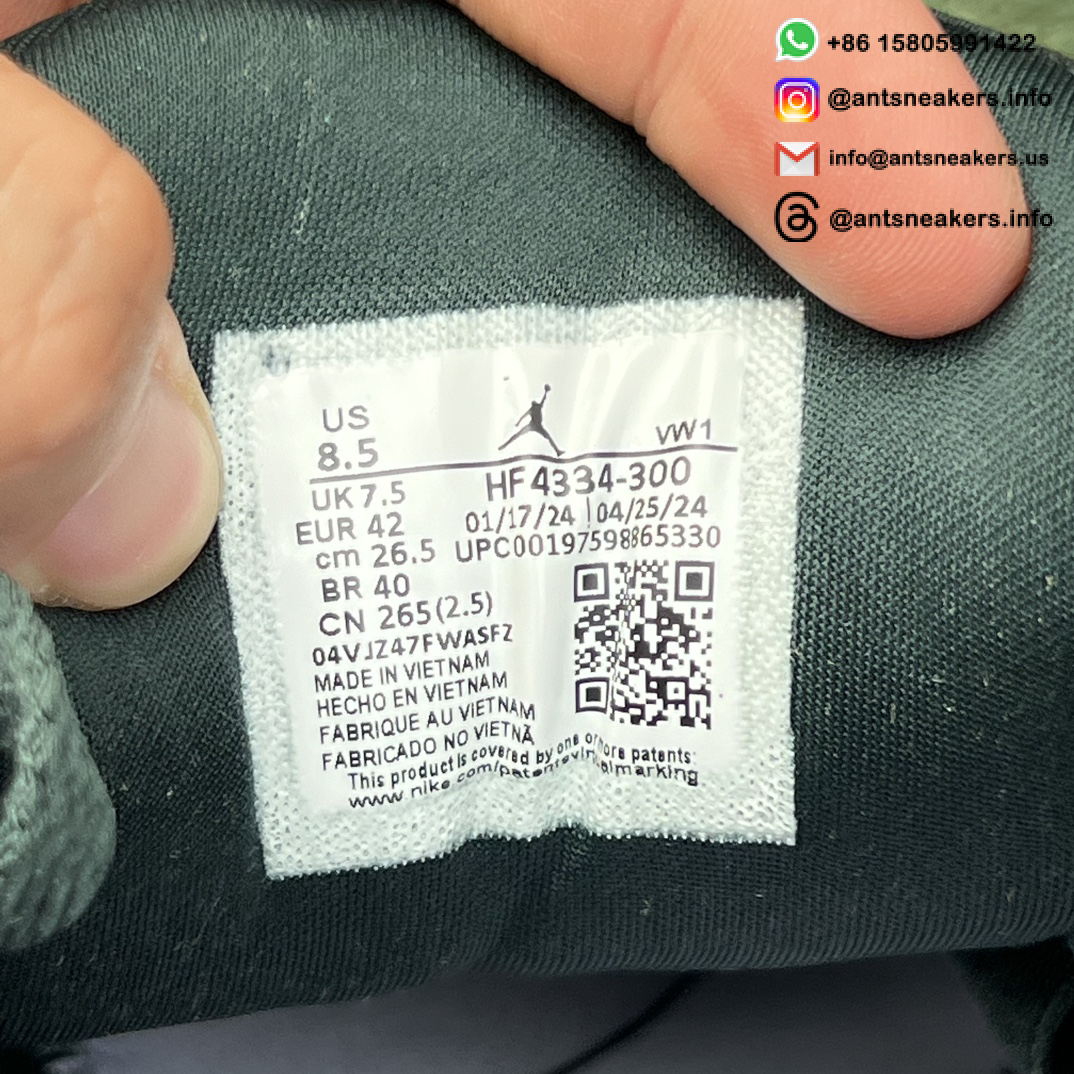 +86 15805991422
@antsneakers.info
info@antsneakers.us
@antsneakers.info
US
8.5
VW1
UK 7.5
HF4334-300
EUR 42
01/17/24 | 04/25/24
cm 26.5
UPC00197598865330
BR 40
CN 265(2.5)
04VJZ47FWASFZ
MADE IN VIETNAM
HECHO EN VIETNAM
FABRIQUE AU VIETNAM
FABRICADO NO VIETNÃ
This product is covered by one or more patents:
www.nike.com/patents